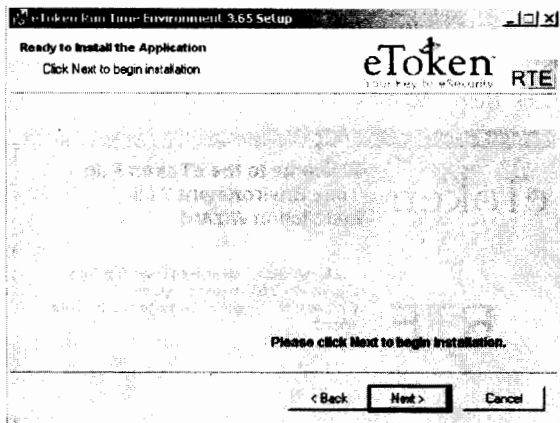 eToken Run Time Environment 3.65 Setup
Ready to Install the Application
Click Next to begin installation
eToken
Your Key to eSecurity
RTE
Please click Next to begin installation.
< Back
Next >
Cancel